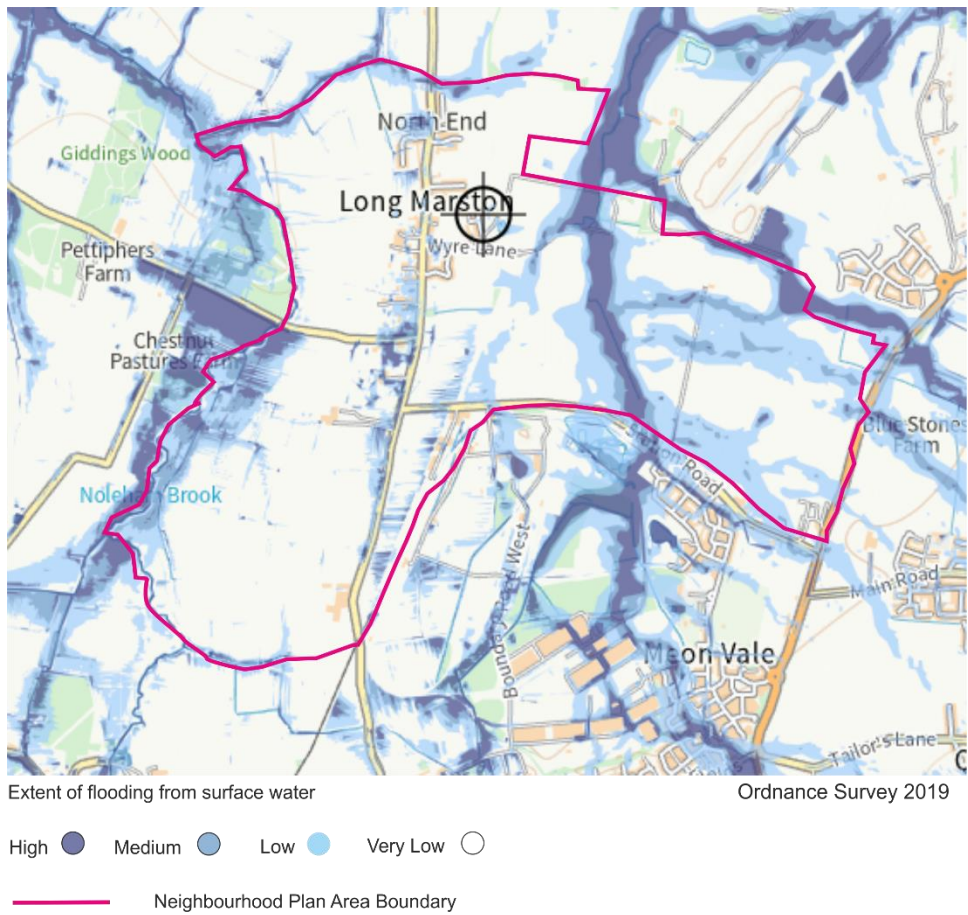 North End
Giddings Wood
Long Marston
Wyre Lane
Pettiphers
Farm
Chestnut
Pastures Farm
Blue Stones
Farm
Road
Noleham Brook
Boundary Road West
Main Road
Meon Vale
Tailor's Lane
Extent of flooding from surface water
Ordnance Survey 2019
High Medium Low Very Low
Neighbourhood Plan Area Boundary